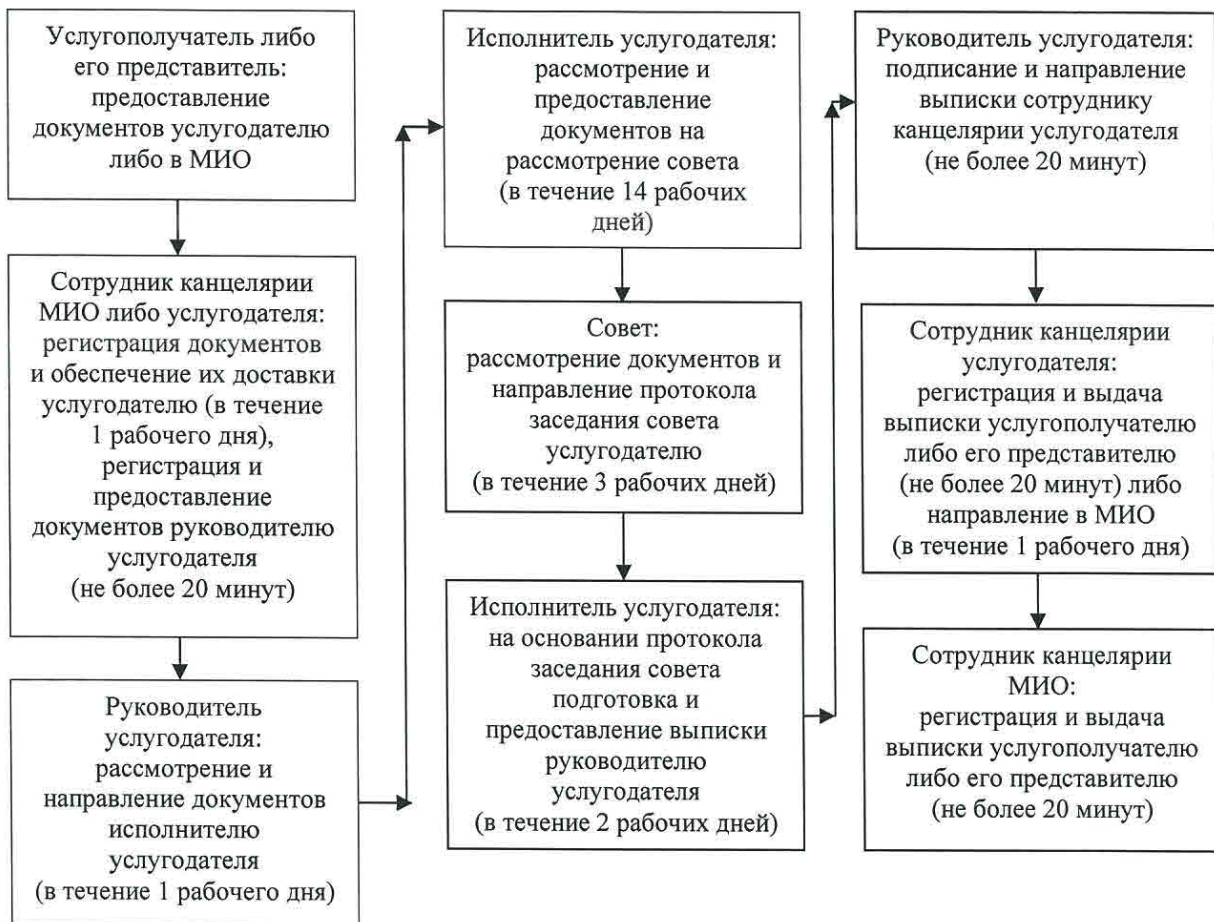 Услугополучатель либо
его представитель:
предоставление
документов услугодателю
либо в МИО
Сотрудник канцелярии
МИО либо услугодателя:
регистрация документов
и обеспечение их доставки
услугодателю (в течение
1 рабочего дня),
регистрация и
предоставление
документов руководителю
услугодателя
(не более 20 минут)
Руководитель
услугодателя:
рассмотрение и
направление документов
исполнителю
услугодателя
(в течение 1 рабочего дня)
Исполнитель услугодателя:
рассмотрение и
предоставление
документов на
рассмотрение совета
(в течение 14 рабочих
дней)
Совет:
рассмотрение документов и
направление протокола
заседания совета
услугодателю
(в течение 3 рабочих дней)
Исполнитель услугодателя:
на основании протокола
заседания совета
подготовка и
предоставление выписки
руководителю
услугодателя
(в течение 2 рабочих дней)
Руководитель услугодателя:
подписание и направление
выписки сотруднику
канцелярии услугодателя
(не более 20 минут)
Сотрудник канцелярии
услугодателя:
регистрация и выдача
выписки услугополучателю
либо его представителю
(не более 20 минут) либо
направление в МИО
(в течение 1 рабочего дня)
Сотрудник канцелярии
МИО:
регистрация и выдача
выписки услугополучателю
либо его представителю
(не более 20 минут)